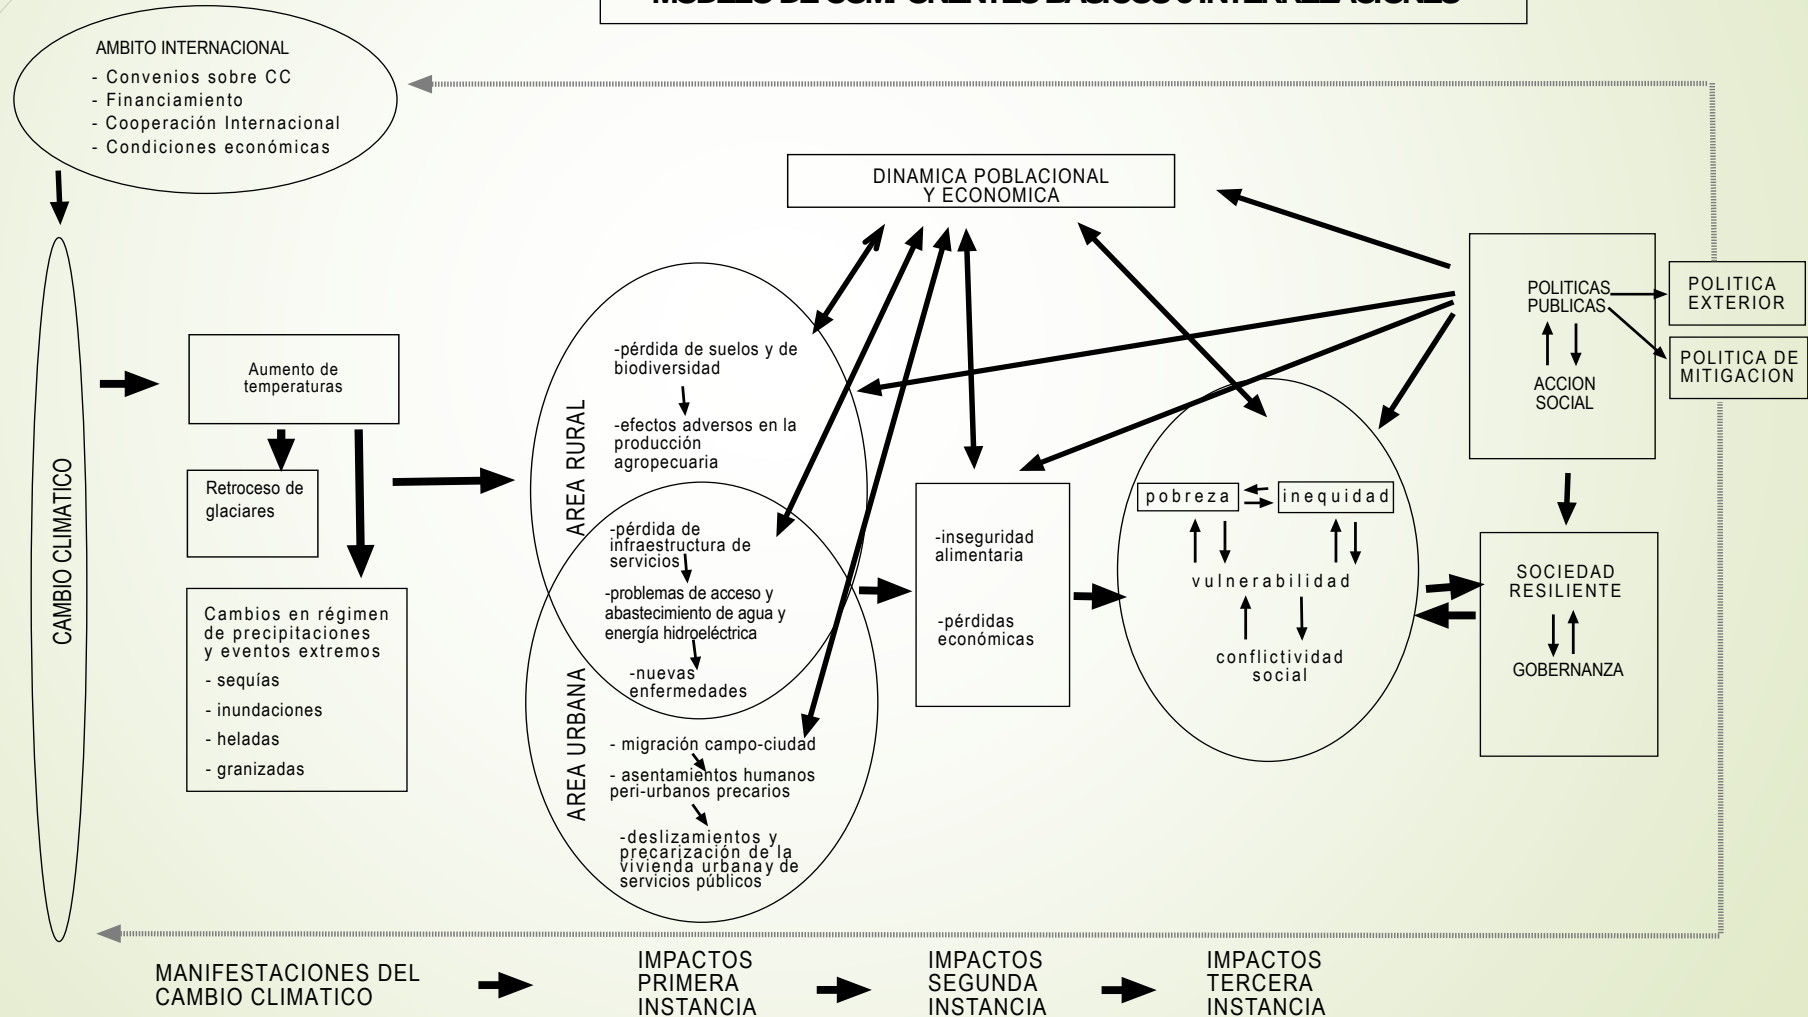 MODELO DE COMPONENTES BASICOS e INTERRELACIONES
AMBITO INTERNACIONAL
- Convenios sobre CC
- Financiamiento
- Cooperación Internacional
- Condiciones económicas
DINAMICA POBLACIONAL
Y ECONOMICA
CAMBIO CLIMATICO
Aumento de
temperaturas
Retroceso de
glaciares
Cambios en régimen
de precipitaciones
y eventos extremos
- sequías
- inundaciones
- heladas
- granizadas
AREA RURAL
-pérdida de suelos y de
biodiversidad
-efectos adversos en la
producción
agropecuaria
-pérdida de
infraestructura de
servicios
-problemas de acceso y
abastecimiento de agua y
energía hidroeléctrica
-nuevas
enfermedades
AREA URBANA
- migración campo-ciudad
- asentamientos humanos
peri-urbanos precarios
-deslizamientos y
precarización de la
vivienda urbana y de
servicios públicos
-inseguridad
alimentaria
-pérdidas
económicas
pobreza
inequidad
vulnerabilidad
conflictividad
social
POLITICAS
PUBLICAS
ACCION
SOCIAL
POLITICA
EXTERIOR
POLITICA DE
MITIGACION
SOCIEDAD
RESILIENTE
GOBERNANZA
MANIFESTACIONES DEL
CAMBIO CLIMATICO
IMPACTOS
PRIMERA
INSTANCIA
IMPACTOS
SEGUNDA
INSTANCIA
IMPACTOS
TERCERA
INSTANCIA